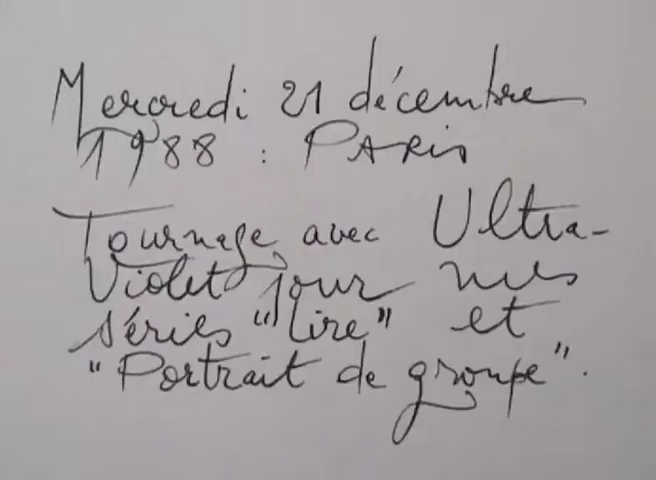 Mercredi 21 décembre
1988 : PARIS
Tournage avec Ultra-
Violet pour mes
séries "Lire" et
"Portrait de groupe".